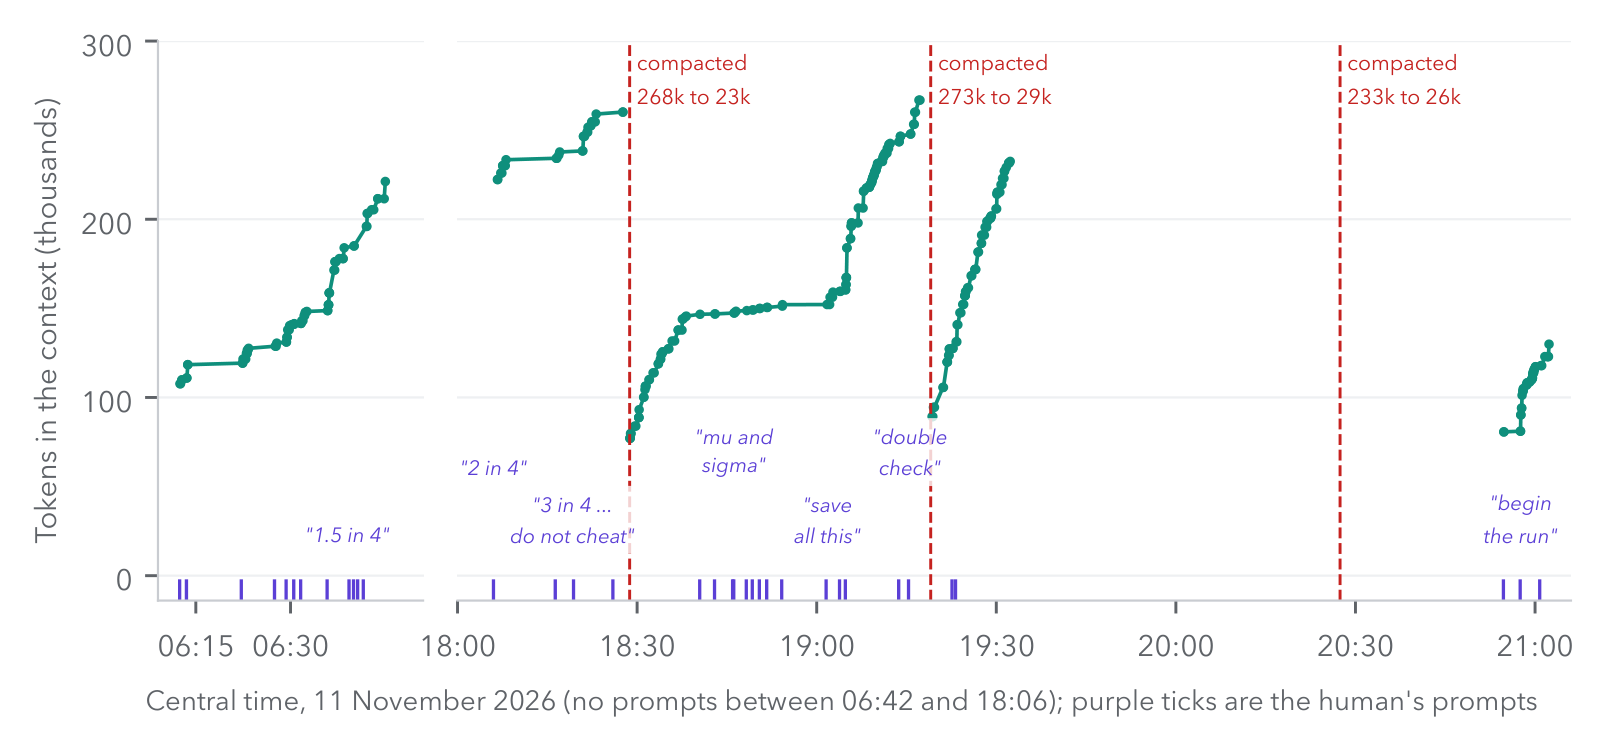 Tokens in the context (thousands)
300
200
100
0
compacted
268k to 23k
compacted
273k to 29k
compacted
233k to 26k
"1.5 in 4"
"2 in 4"
"3 in 4 ...
do not cheat"
"mu and
sigma"
"save
all this"
"double
check"
"begin
the run"
06:15 06:30 18:00 18:30 19:00 19:30 20:00 20:30 21:00
Central time, 11 November 2026 (no prompts between 06:42 and 18:06); purple ticks are the human's prompts